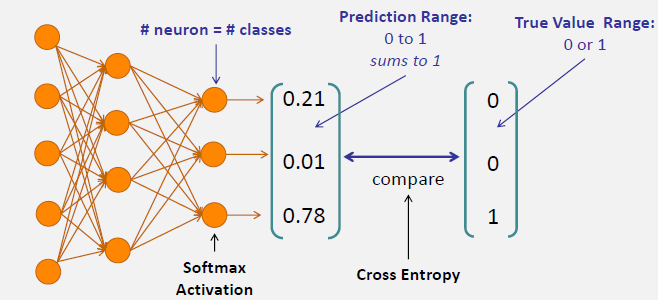 # neuron = # classes
Prediction Range:
0 to 1
sums to 1
True Value Range:
0 or 1
0.21
0.01
0.78
compare
0
0
1
Softmax
Activation
Cross Entropy